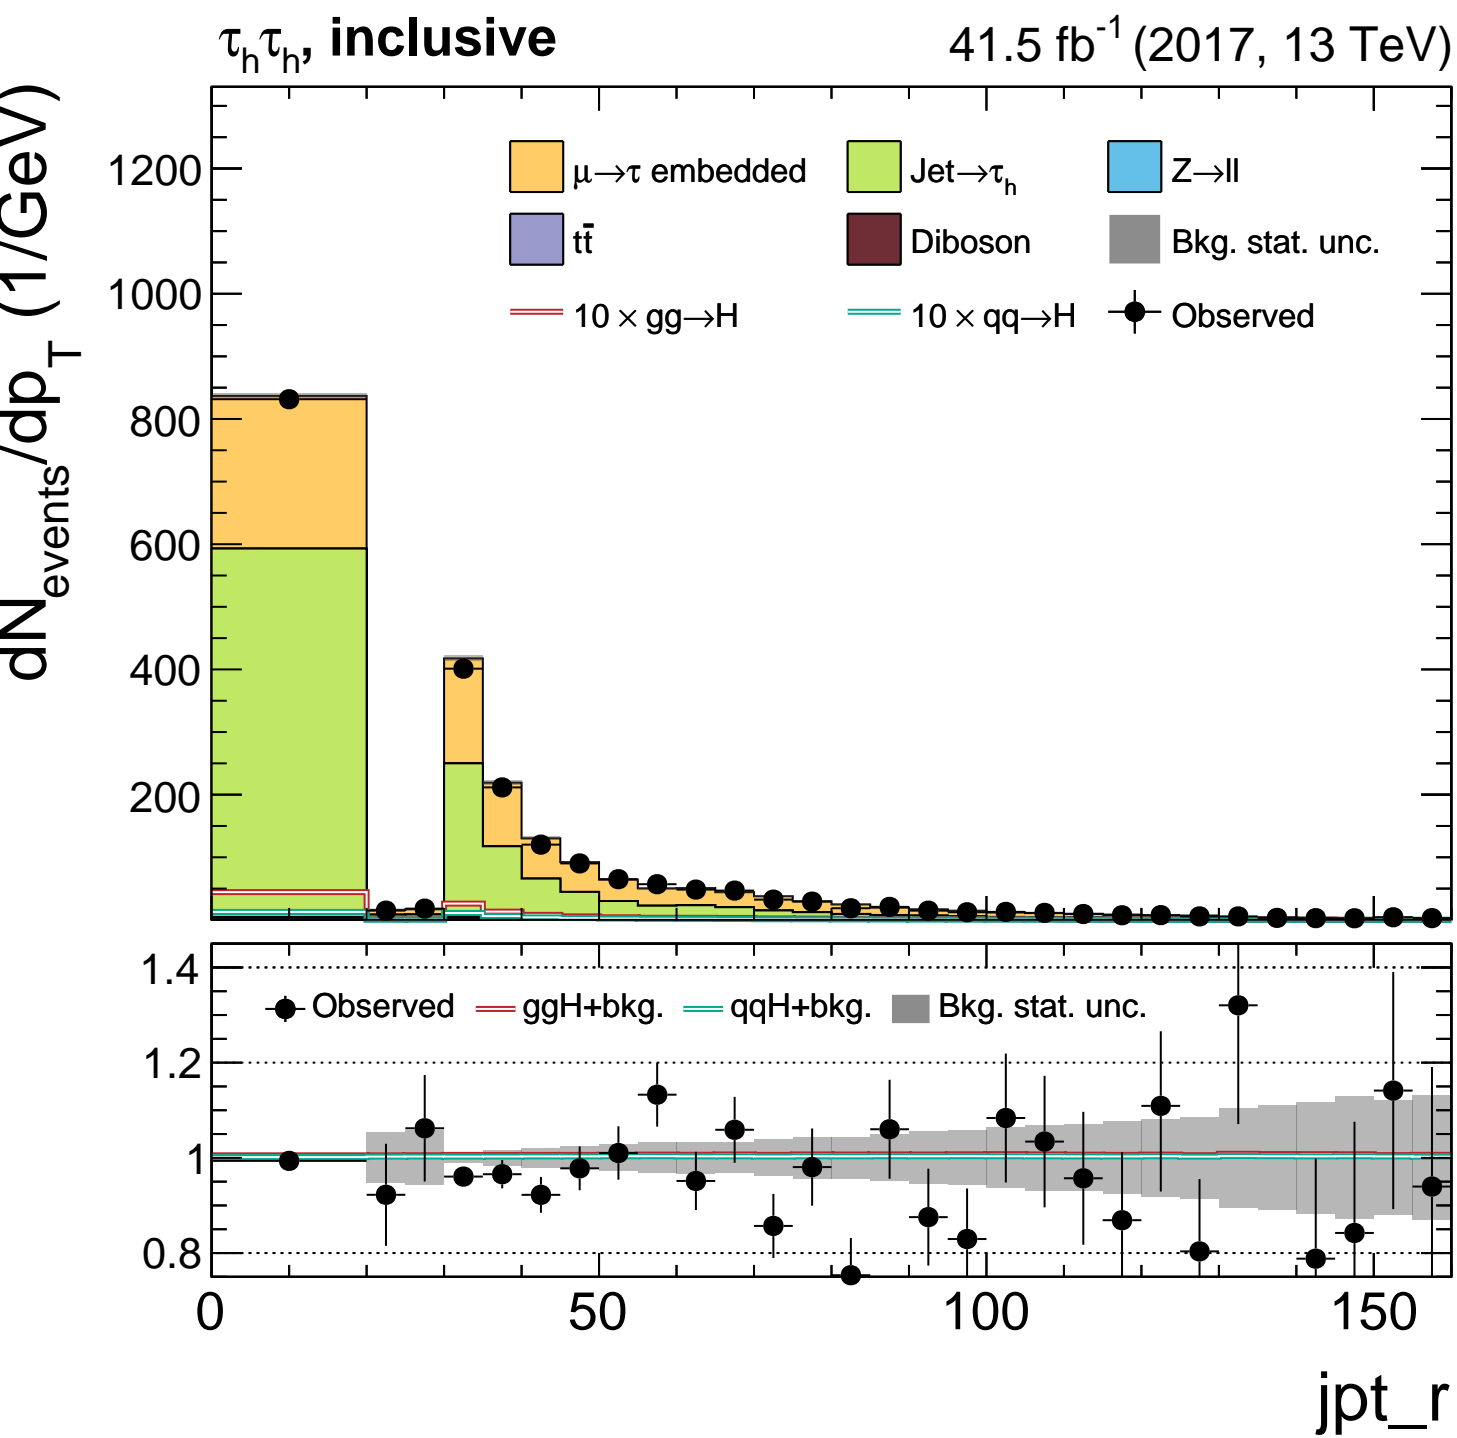 τhτh, inclusive
41.5 fb-1 (2017, 13 TeV)
dNevents/dpT (1/GeV)
1200
1000
800
600
400
200
μ→τ embedded
Jet→τh
Z→ll
tt̄
Diboson
Bkg. stat. unc.
10 × gg→H
10 × qq→H
Observed
1.4
1.2
1
0.8
Observed
ggH+bkg.
qqH+bkg.
Bkg. stat. unc.
0
50
100
150
jpt_r